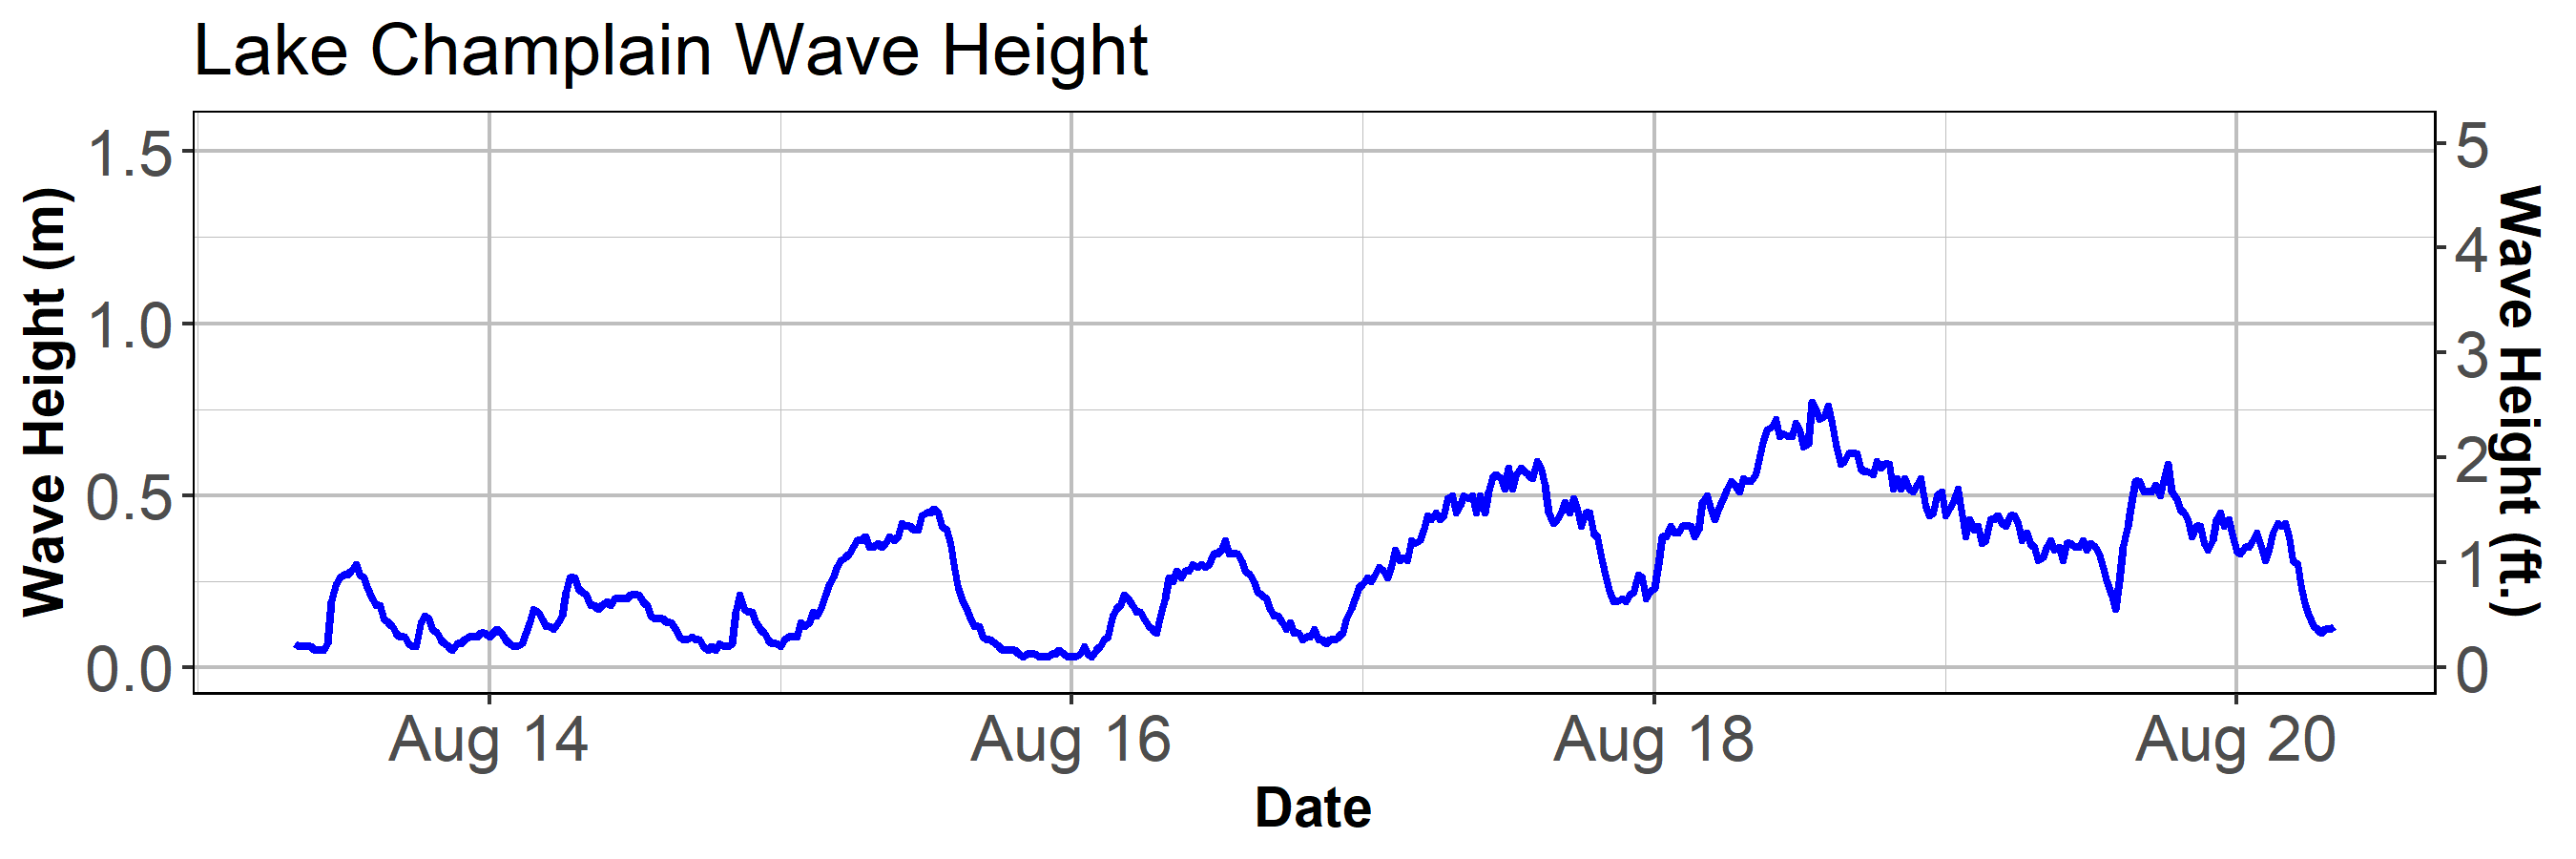 Lake Champlain Wave Height
Wave Height (m)
1.5
1.0
0.5
0.0
5
4
3
2
1
0
Wave Height (ft.)
Aug 14
Aug 16
Aug 18
Aug 20
Date